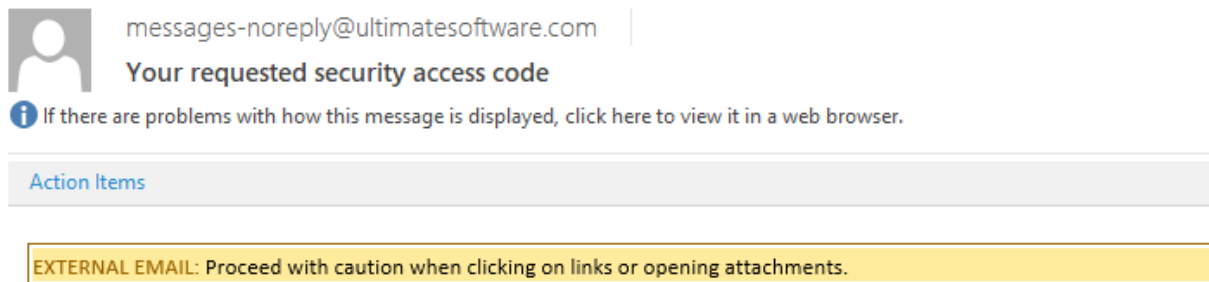 messages-noreply@ultimatesoftware.com
Your requested security access code
If there are problems with how this message is displayed, click here to view it in a web browser.
Action Items
EXTERNAL EMAIL: Proceed with caution when clicking on links or opening attachments.